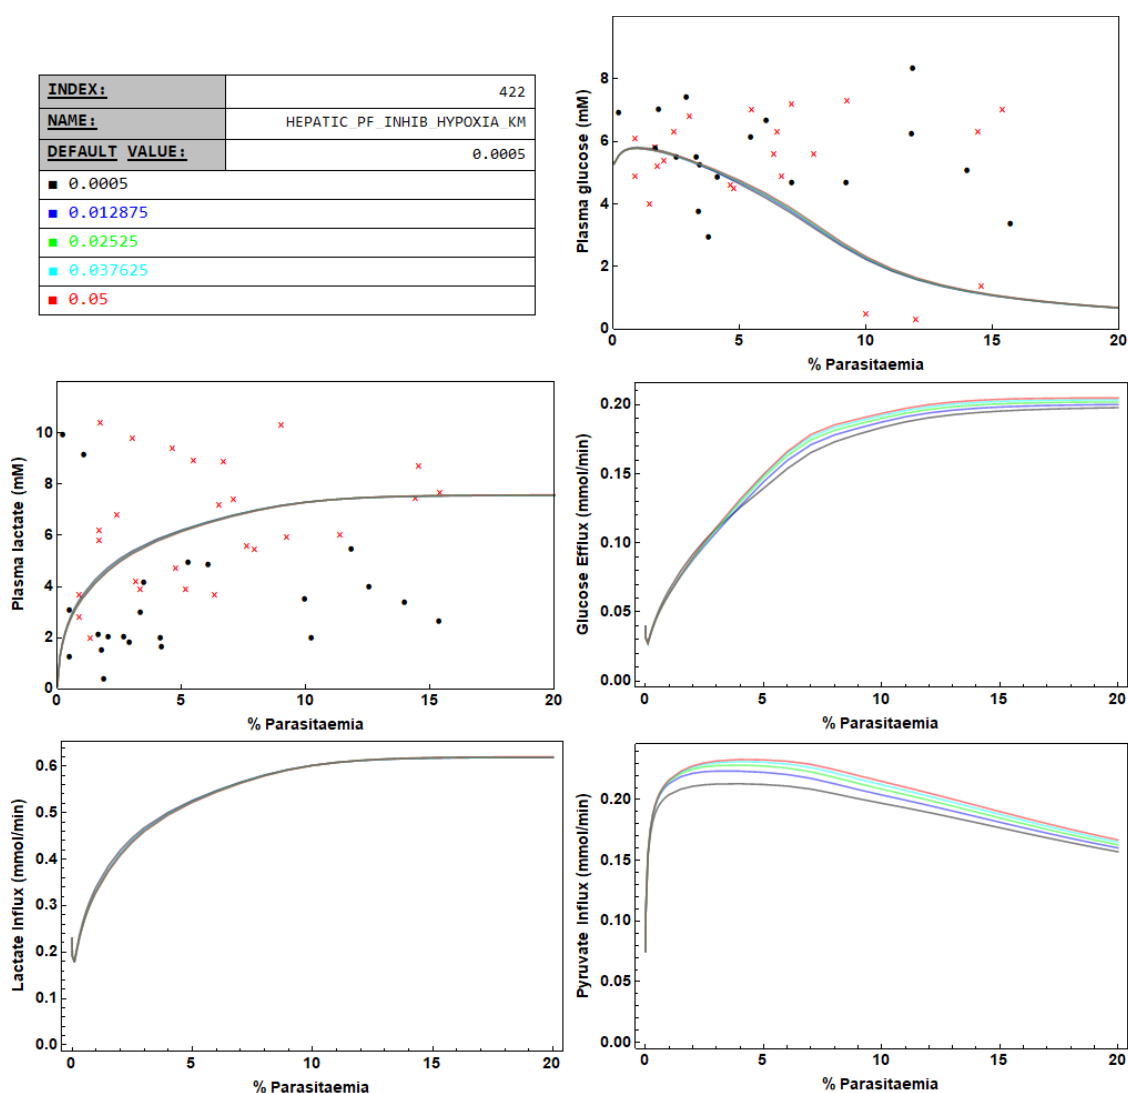 INDEX: 422
NAME: HEPATIC_PF_INHIB_HYPOXIA_KM
DEFAULT VALUE: 0.0005
■ 0.0005
■ 0.012875
■ 0.02525
■ 0.037625
■ 0.05
Plasma glucose (mM)
8
6
4
2
0
0 5 10 15 20
% Parasitaemia
Plasma lactate (mM)
10
8
6
4
2
0
0 5 10 15 20
% Parasitaemia
Glucose Efflux (mmol/min)
0.20
0.15
0.10
0.05
0.00
0 5 10 15 20
% Parasitaemia
Lactate Influx (mmol/min)
0.6
0.5
0.4
0.3
0.2
0.1
0.0
0 5 10 15 20
% Parasitaemia
Pyruvate Influx (mmol/min)
0.20
0.15
0.10
0.05
0.00
0 5 10 15 20
% Parasitaemia